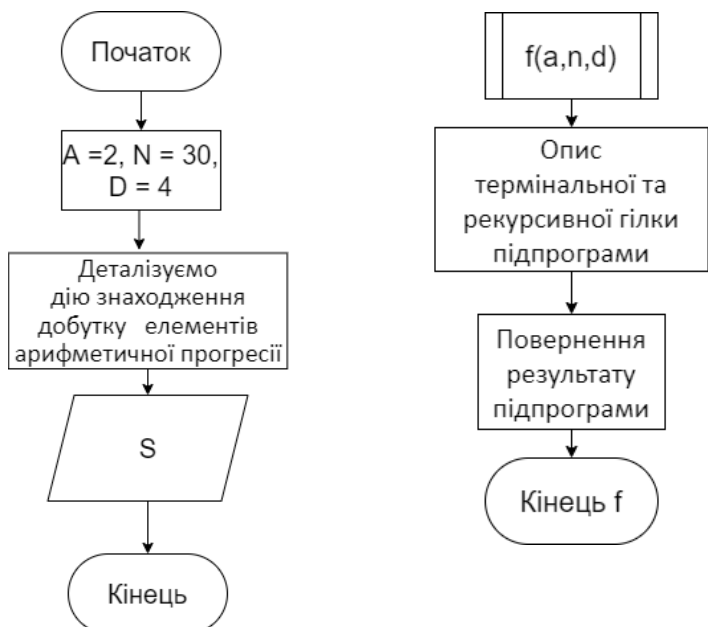 Початок
A =2, N = 30,
D = 4
Деталізуємо
дію знаходження
добутку елементів
арифметичної прогресії
S
Кінець
f(a,n,d)
Опис
термінальної та
рекурсивної гілки
підпрограми
Повернення
результату
підпрограми
Кінець f